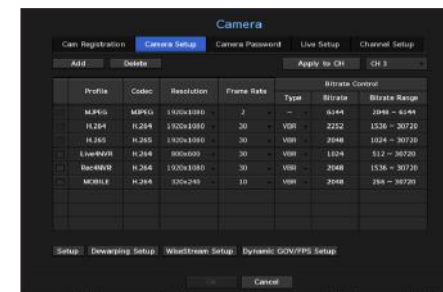 Camera
Cam Registration Camera Setup Camera Password Live Setup Channel Setup
Add Delete Apply to CH CH 3
Profile Codec Resolution Frame Rate Bitrate Control
Type Bitrate Bitrate Range
MJPEG MJPEG 1920x1080 2 - 6144 2048 ~ 6144
H.264 H.264 1920x1080 30 VBR 2252 1536 ~ 30720
H.265 H.265 1920x1080 30 VBR 2048 1024 ~ 30720
Live4NVR H.264 800x600 30 VBR 1024 512 ~ 30720
Rec4NVR H.264 1920x1080 30 VBR 2048 1536 ~ 30720
MOBILE H.264 320x240 10 VBR 2048 256 ~ 30720
Setup Dewarping Setup WiseStream Setup Dynamic GOV/FPS Setup
Ok Cancel